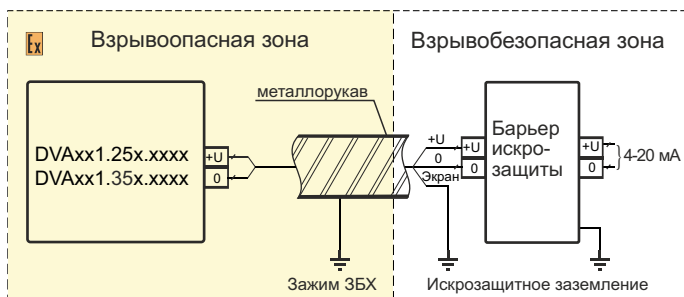 Ex
Взрывоопасная зона
Взрывобезопасная зона
металлорукав
DVAxx1.25x.xxxx
DVAxx1.35x.xxxx
+U
0
+U
0
Экран
+U
0
Барьер
искро-
защиты
+U
0
4-20 мА
Зажим ЗБХ
Искрозащитное заземление